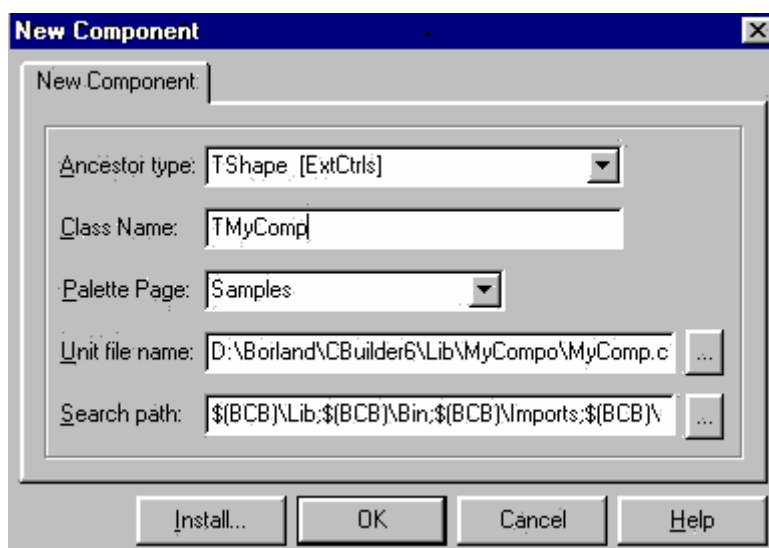 New Component
New Component
Ancestor type: TShape [ExtCtrls]
Class Name: TMyComp
Palette Page: Samples
Unit file name: D:\Borland\CBuilder6\Lib\MyCompo\MyComp.c ...
Search path: $(BCB)\Lib;$(BCB)\Bin;$(BCB)\Imports;$(BCB)\ ...
Install... OK Cancel Help